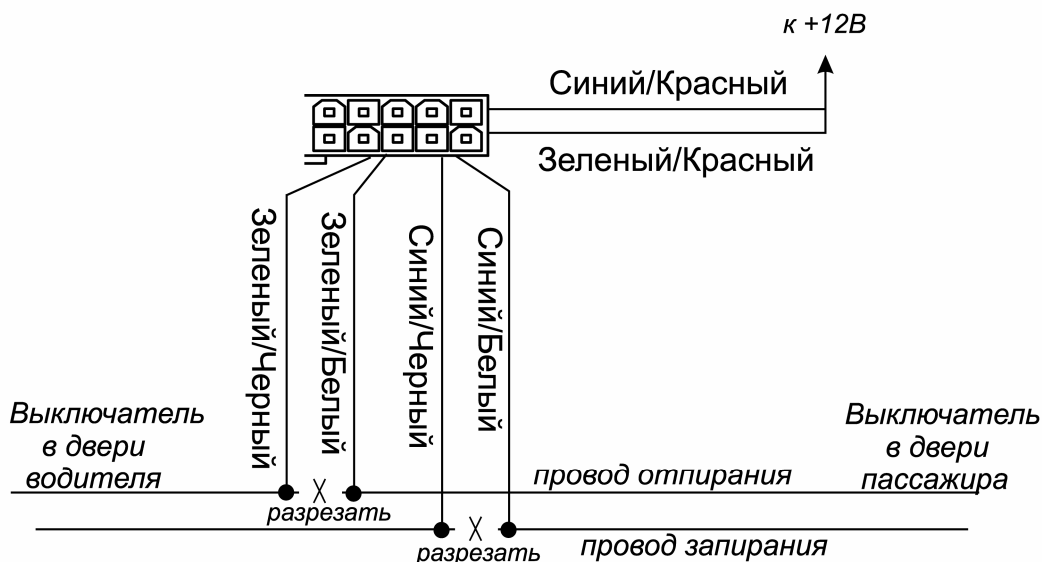 к +12В
Синий/Красный
Зеленый/Красный
Зеленый/Черный
Зеленый/Белый
Синий/Черный
Синий/Белый
Выключатель
в двери
водителя
Выключатель
в двери
пассажира
провод отпирания
разрезать
разрезать
провод запирания